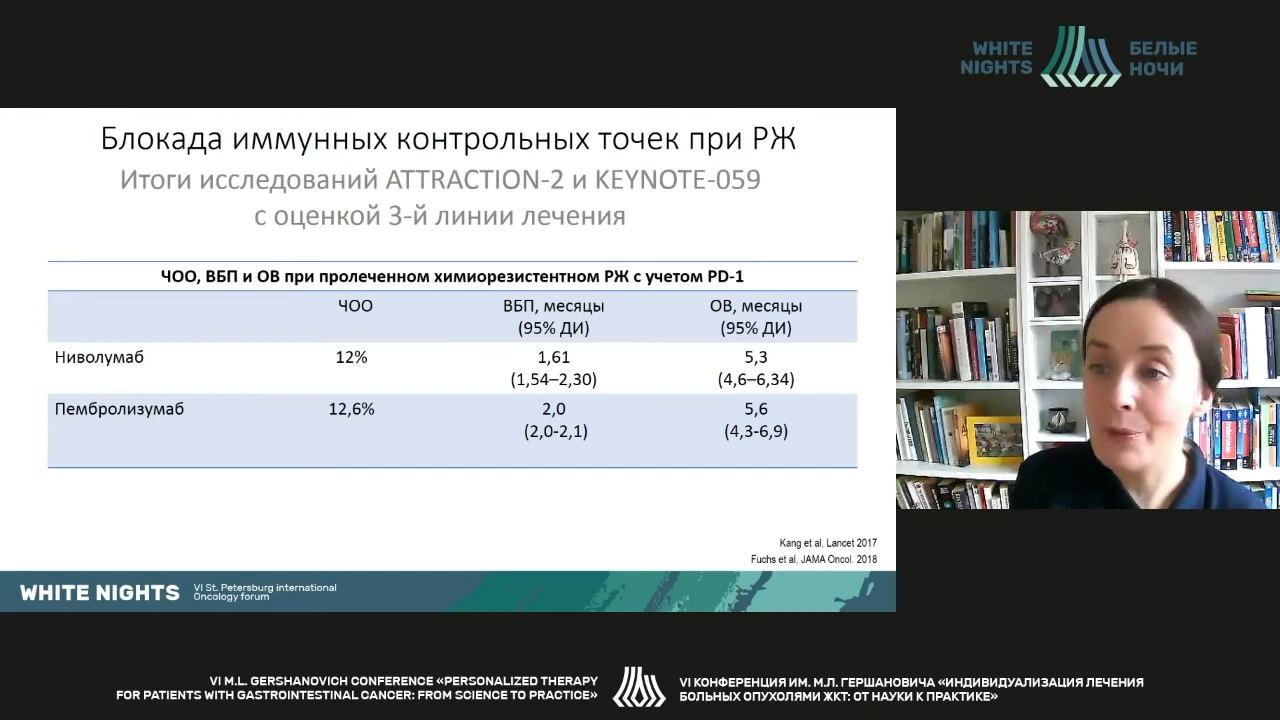 WHITE
NIGHTS
БЕЛЫЕ
НОЧИ
Блокада иммунных контрольных точек при РЖ
Итоги исследований ATTRACTION-2 и KEYNOTE-059
с оценкой 3-й линии лечения
ЧОО, ВБП и ОВ при пролеченном химиорезистентном РЖ с учетом PD-1
ЧОО ВБП, месяцы ОВ, месяцы
(95% ДИ) (95% ДИ)
Ниволумаб 12% 1,61 5,3
(1,54–2,30) (4,6–6,34)
Пембролизумаб 12,6% 2,0 5,6
(2,0-2,1) (4,3-6,9)
Kang et al, Lancet 2017
Fuchs et al, JAMA Oncol. 2018
WHITE NIGHTS
VI St. Petersburg international
Oncology forum
VI M.L. GERSHANOVICH CONFERENCE «PERSONALIZED THERAPY
FOR PATIENTS WITH GASTROINTESTINAL CANCER: FROM SCIENCE TO PRACTICE»
VI КОНФЕРЕНЦИЯ ИМ. М.Л. ГЕРШАНОВИЧА «ИНДИВИДУАЛИЗАЦИЯ ЛЕЧЕНИЯ
БОЛЬНЫХ ОПУХОЛЯМИ ЖКТ: ОТ НАУКИ К ПРАКТИКЕ»